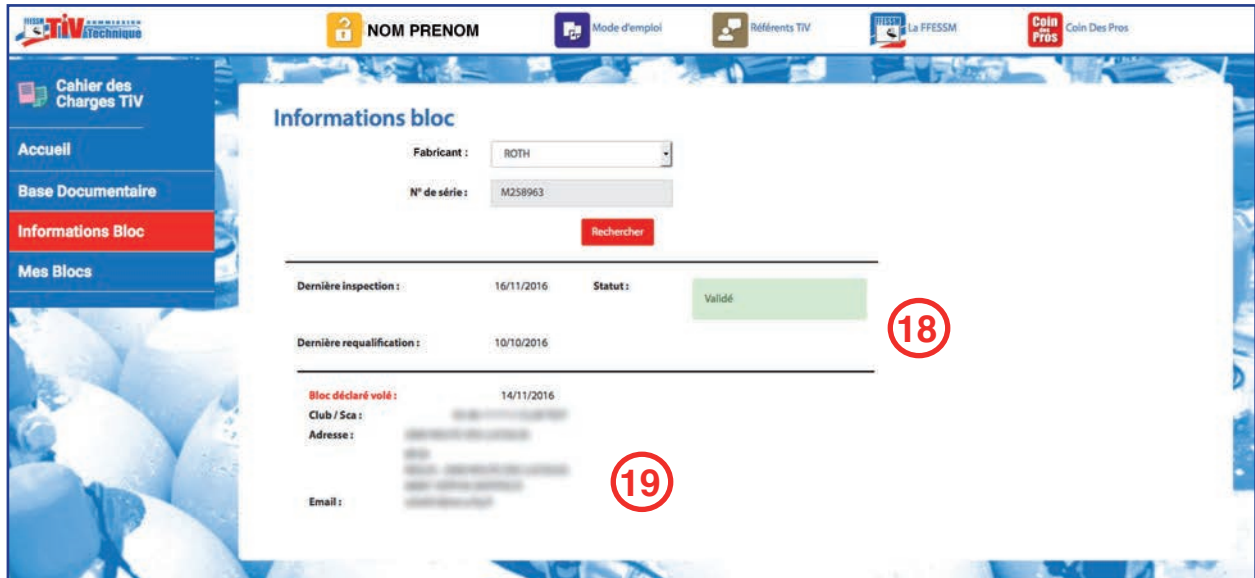 FFESSM TiV COMMISSION Technique
NOM PRENOM
Mode d'emploi
Référents TIV
FFESSM La FFESSM
Coin des Pros Coin Des Pros
Cahier des
Charges TIV
Accueil
Base Documentaire
Informations Bloc
Mes Blocs
Informations bloc
Fabricant : ROTH
N° de série : M258963
Rechercher
Dernière inspection : 16/11/2016 Statut : Validé
18
Dernière requalification : 10/10/2016
Bloc déclaré volé : 14/11/2016
Club / Sca :
Adresse :
19
Email :